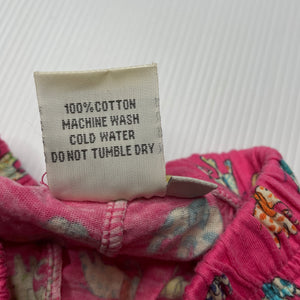 100% COTTON
MACHINE WASH
COLD WATER
DO NOT TUMBLE DRY